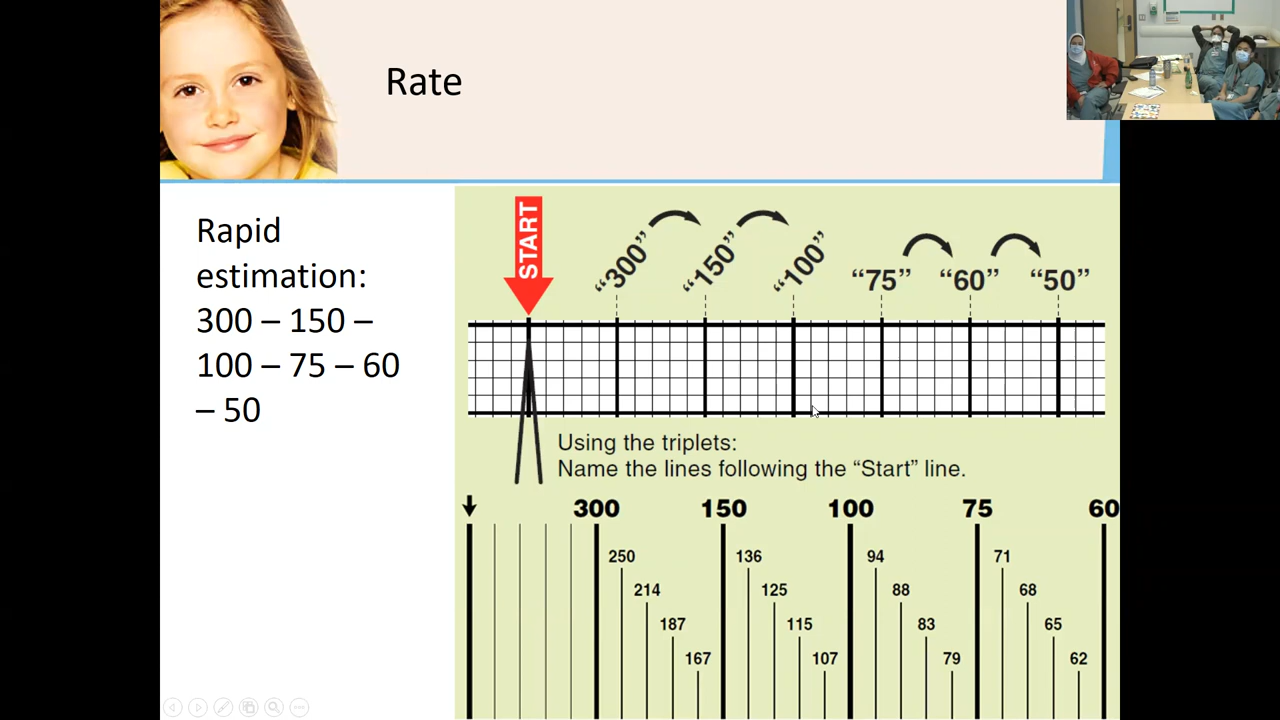 Rate
Rapid
estimation:
300 – 150 –
100 – 75 – 60
– 50
START
“300” “150” “100” “75” “60” “50”
Using the triplets:
Name the lines following the “Start” line.
300 150 100 75 60
250 136 94 71
214 125 88 68
187 115 83 65
167 107 79 62